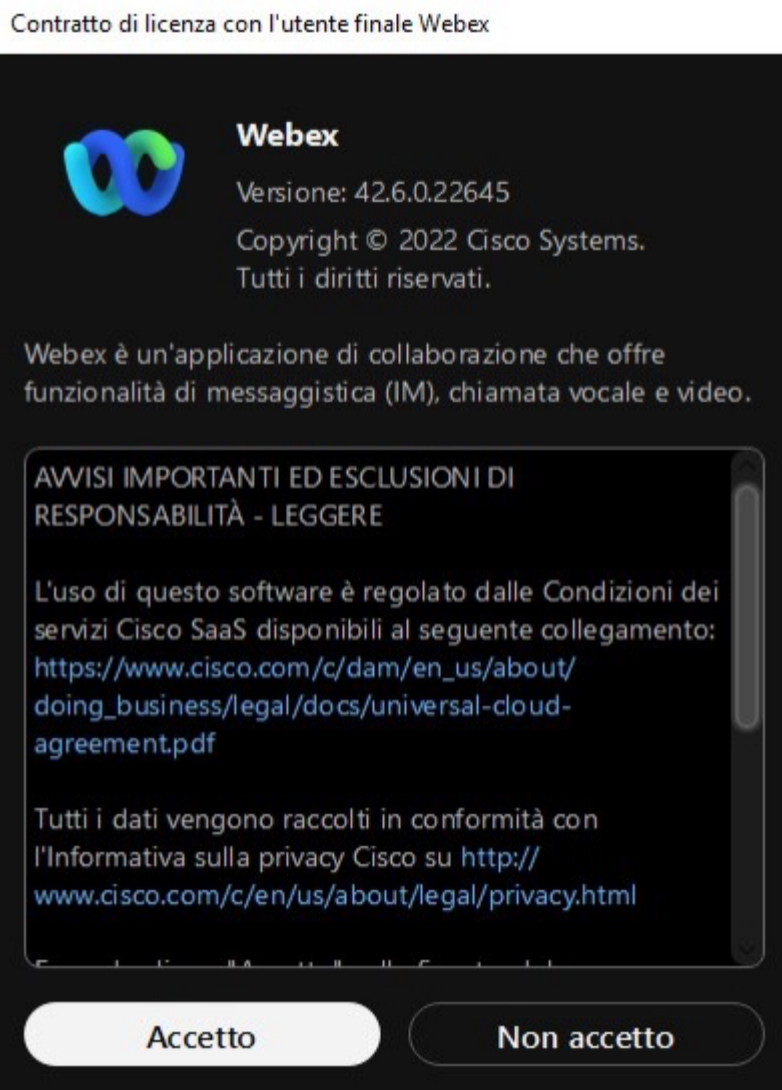 Contratto di licenza con l'utente finale Webex
Webex
Versione: 42.6.0.22645
Copyright © 2022 Cisco Systems.
Tutti i diritti riservati.
Webex è un'applicazione di collaborazione che offre
funzionalità di messaggistica (IM), chiamata vocale e video.
AVVISI IMPORTANTI ED ESCLUSIONI DI
RESPONSABILITÀ - LEGGERE
L'uso di questo software è regolato dalle Condizioni dei
servizi Cisco SaaS disponibili al seguente collegamento:
https://www.cisco.com/c/dam/en_us/about/
doing_business/legal/docs/universal-cloud-
agreement.pdf
Tutti i dati vengono raccolti in conformità con
l'Informativa sulla privacy Cisco su http://
www.cisco.com/c/en/us/about/legal/privacy.html
Accetto
Non accetto